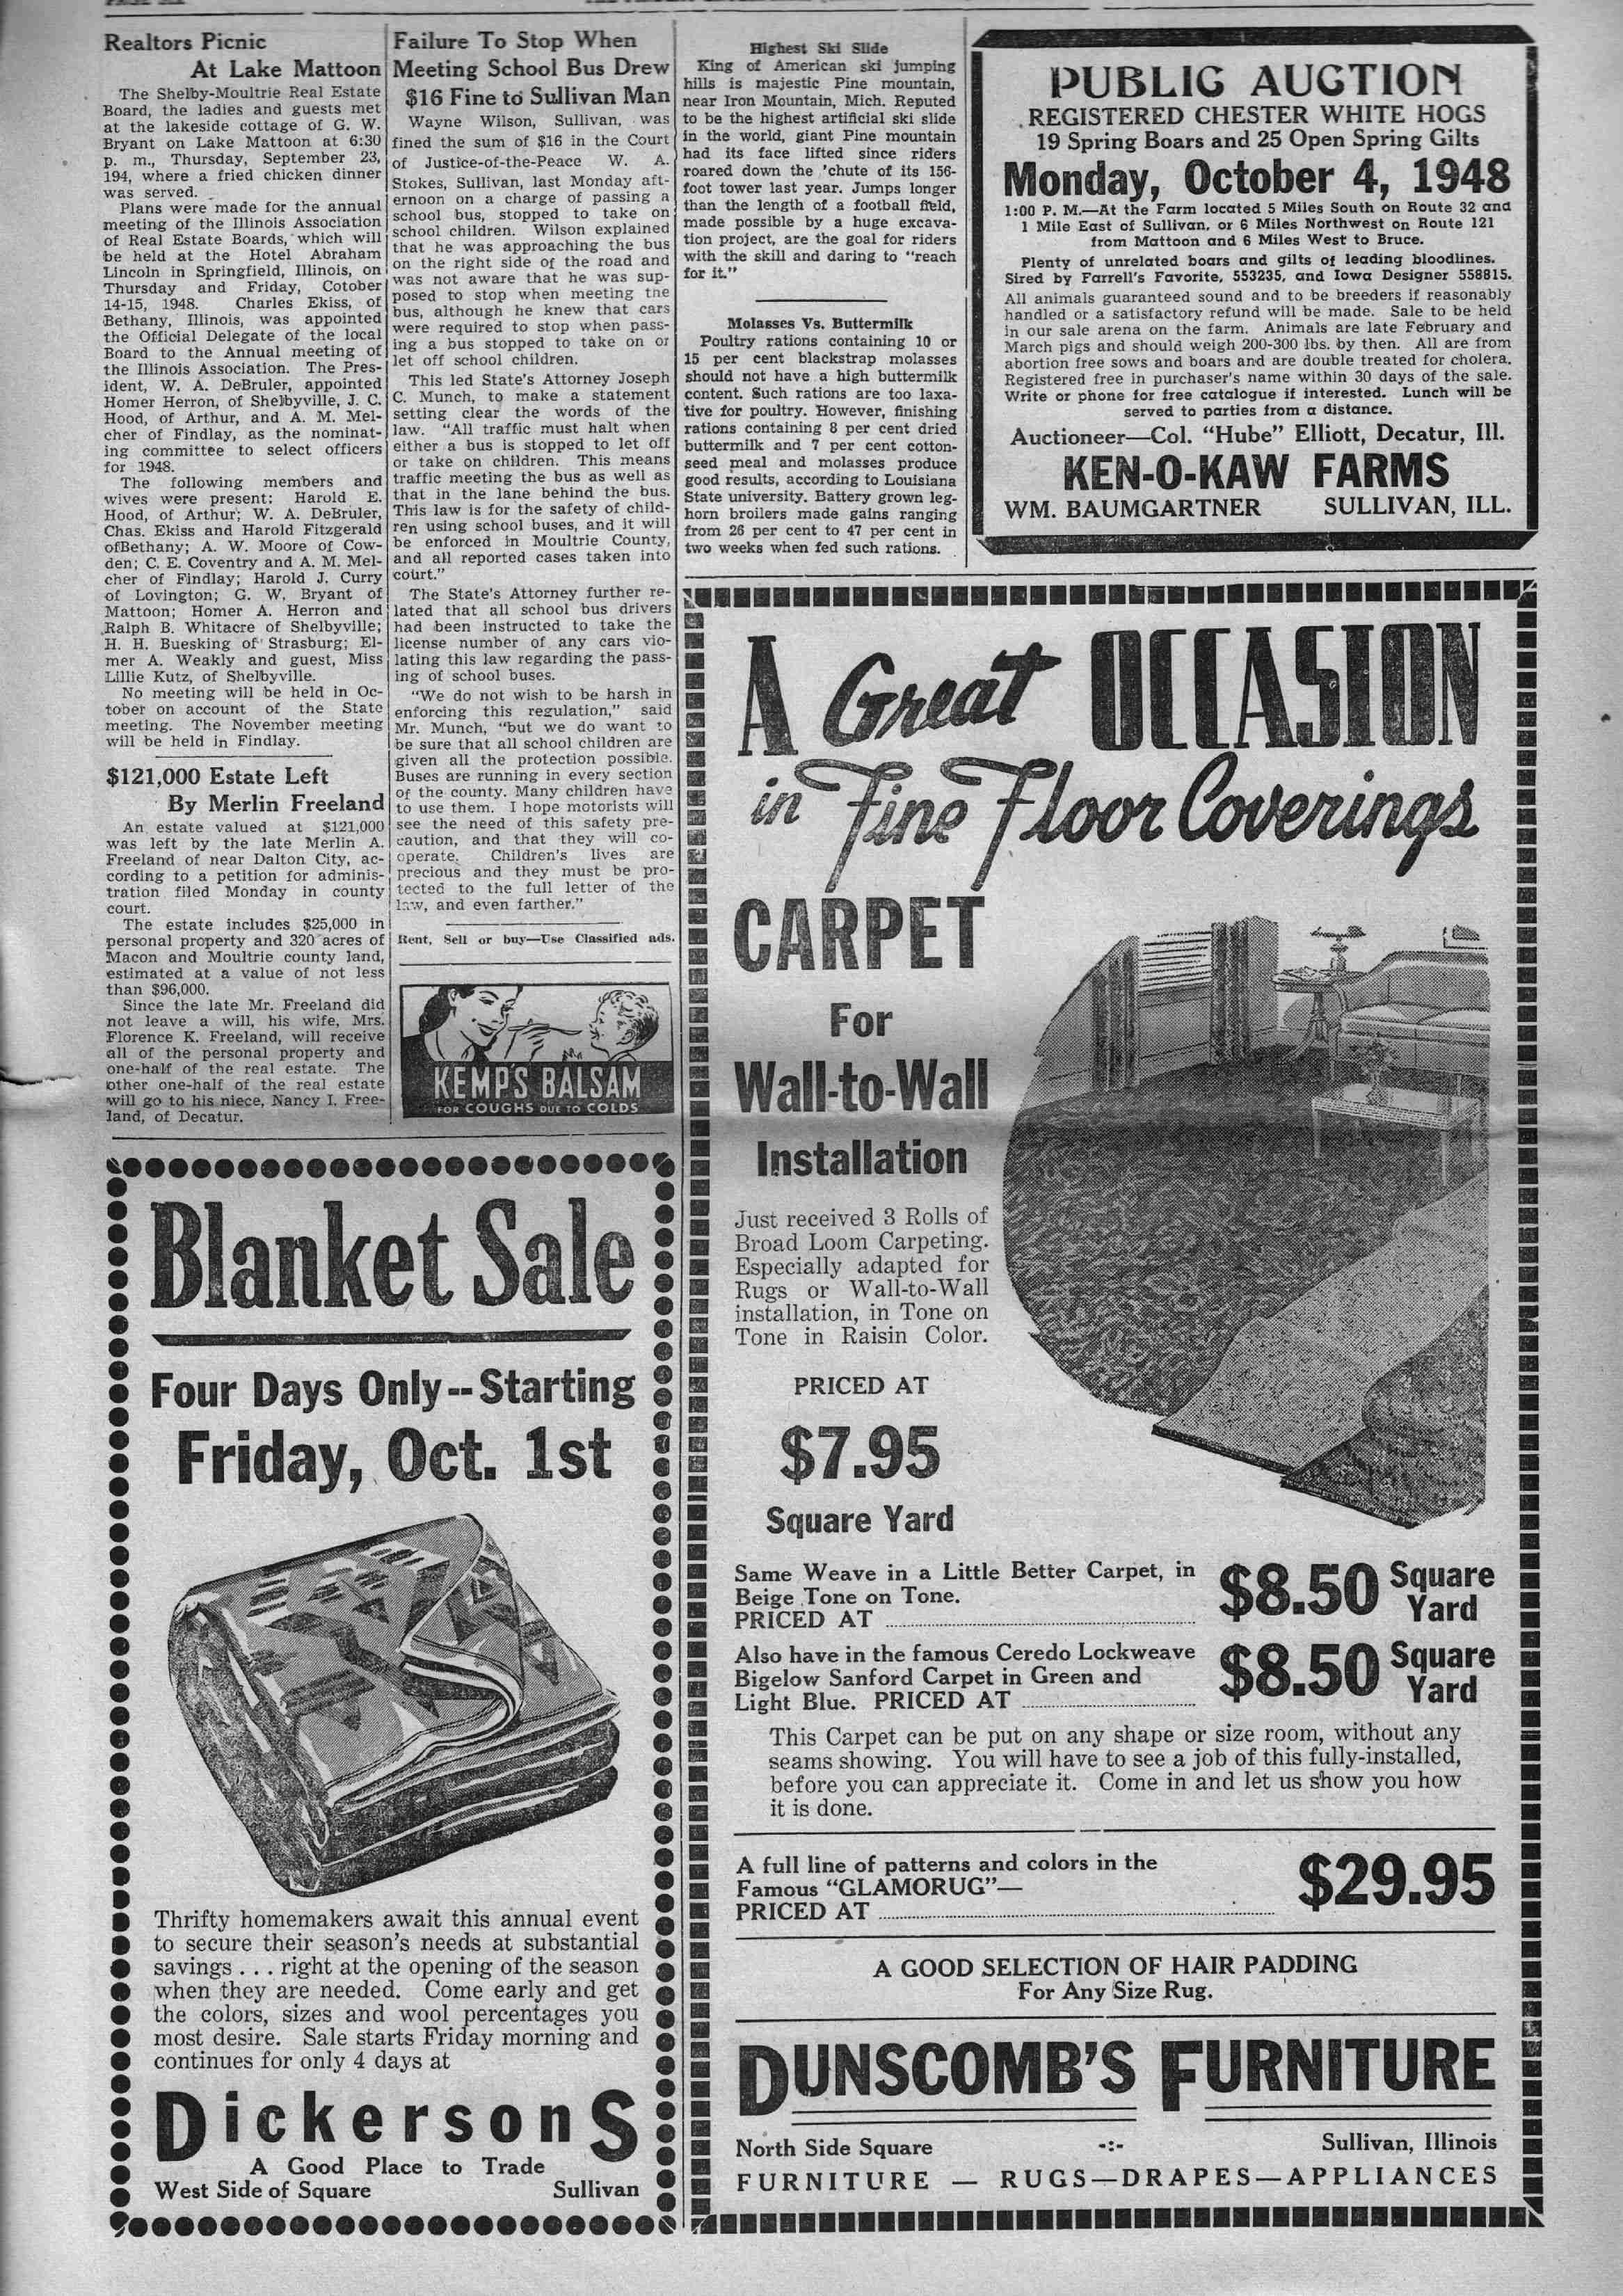 Realtors Picnic
At Lake Mattoon
The Shelby-Moultrie Real Estate
Board, the ladies and guests met
at the lakeside cottage of G. W.
Bryant on Lake Mattoon at 6:30
p. m., Thursday, September 23,
194, where a fried chicken dinner
was served.
Plans were made for the annual
meeting of the Illinois Association
of Real Estate Boards, which will
be held at the Hotel Abraham
Lincoln in Springfield, Illinois, on
Thursday and Friday, Cotober
14-15, 1948. Charles Ekiss, of
Bethany, Illinois, was appointed
the Official Delegate of the local
Board to the Annual meeting of
the Illinois Association. The Pres-
ident, W. A. DeBruler, appointed
Homer Herron, of Shelbyville, J. C.
Hood, of Arthur, and A. M. Mel-
cher of Findlay, as the nominat-
ing committee to select officers
for 1948.
The following members and
wives were present: Harold E.
Hood, of Arthur; W. A. DeBruler,
Chas. Ekiss and Harold Fitzgerald
ofBethany; A. W. Moore of Cow-
den; C. E. Coventry and A. M. Mel-
cher of Findlay; Harold J. Curry
of Lovington; G. W. Bryant of
Mattoon; Homer A. Herron and
Ralph B. Whitacre of Shelbyville;
H. H. Buesking of Strasburg; El-
mer A. Weakly and guest, Miss
Lillie Kutz, of Shelbyville.
No meeting will be held in Oc-
tober on account of the State
meeting. The November meeting
will be held in Findlay.
$121,000 Estate Left
By Merlin Freeland
An estate valued at $121,000
was left by the late Merlin A.
Freeland of near Dalton City, ac-
cording to a petition for adminis-
tration filed Monday in county
court.
The estate includes $25,000 in
personal property and 320 acres of
Macon and Moultrie county land,
estimated at a value of not less
than $96,000.
Since the late Mr. Freeland did
not leave a will, his wife, Mrs.
Florence K. Freeland, will receive
all of the personal property and
one-half of the real estate. The
other one-half of the real estate
will go to his niece, Nancy I. Free-
land, of Decatur.
Failure To Stop When
Meeting School Bus Drew
$16 Fine to Sullivan Man
Wayne Wilson, Sullivan, was
fined the sum of $16 in the Court
of Justice-of-the-Peace W. A.
Stokes, Sullivan, last Monday aft-
ernoon on a charge of passing a
school bus, stopped to take on
school children. Wilson explained
that he was approaching the bus
on the right side of the road and
was not aware that he was sup-
posed to stop when meeting the
bus, although he knew that cars
were required to stop when pass-
ing a bus stopped to take on or
let off school children.
This led State's Attorney Joseph
C. Munch, to make a statement
setting clear the words of the
law. "All traffic must halt when
either a bus is stopped to let off
or take on children. This means
traffic meeting the bus as well as
that in the lane behind the bus.
This law is for the safety of child-
ren using school buses, and it will
be enforced in Moultrie County,
and all reported cases taken into
court."
The State's Attorney further re-
lated that all school bus drivers
had been instructed to take the
license number of any cars vio-
lating this law regarding the pass-
ing of school buses.
"We do not wish to be harsh in
enforcing this regulation," said
Mr. Munch, "but we do want to
be sure that all school children are
given all the protection possible.
Buses are running in every section
of the county. Many children have
to use them. I hope motorists will
see the need of this safety pre-
caution, and that they will co-
operate. Children's lives are
precious and they must be pro-
tected to the full letter of the
law, and even farther."
Rent, Sell or buy—Use Classified ads.
KEMP'S BALSAM
FOR COUGHS DUE TO COLDS
Highest Ski Slide
King of American ski jumping
hills is majestic Pine mountain,
near Iron Mountain, Mich. Reputed
to be the highest artificial ski slide
in the world, giant Pine mountain
had its face lifted since riders
roared down the 'chute of its 156-
foot tower last year. Jumps longer
than the length of a football field,
made possible by a huge excava-
tion project, are the goal for riders
with the skill and daring to "reach
for it."
Molasses Vs. Buttermilk
Poultry rations containing 10 or
15 per cent blackstrap molasses
should not have a high buttermilk
content. Such rations are too laxa-
tive for poultry. However, finishing
rations containing 8 per cent dried
buttermilk and 7 per cent cotton-
seed meal and molasses produce
good results, according to Louisiana
State university. Battery grown leg-
horn broilers made gains ranging
from 26 per cent to 47 per cent in
two weeks when fed such rations.
PUBLIC AUCTION
REGISTERED CHESTER WHITE HOGS
19 Spring Boars and 25 Open Spring Gilts
Monday, October 4, 1948
1:00 P. M.—At the Farm located 5 Miles South on Route 32 and
1 Mile East of Sullivan, or 6 Miles Northwest on Route 121
from Mattoon and 6 Miles West to Bruce.
Plenty of unrelated boars and gilts of leading bloodlines.
Sired by Farrell's Favorite, 553235, and Iowa Designer 558815.
All animals guaranteed sound and to be breeders if reasonably
handled or a satisfactory refund will be made. Sale to be held
in our sale arena on the farm. Animals are late February and
March pigs and should weigh 200-300 lbs. by then. All are from
abortion free sows and boars and are double treated for cholera.
Registered free in purchaser's name within 30 days of the sale.
Write or phone for free catalogue if interested. Lunch will be
served to parties from a distance.
Auctioneer—Col. "Hube" Elliott, Decatur, Ill.
KEN-O-KAW FARMS
WM. BAUMGARTNER SULLIVAN, ILL.
Blanket Sale
Four Days Only--Starting
Friday, Oct. 1st
Thrifty homemakers await this annual event
to secure their season's needs at substantial
savings . . . right at the opening of the season
when they are needed. Come early and get
the colors, sizes and wool percentages you
most desire. Sale starts Friday morning and
continues for only 4 days at
DickersonS
A Good Place to Trade
West Side of Square Sullivan
A Great OCCASION
in Fine Floor Coverings
CARPET
For
Wall-to-Wall
Installation
Just received 3 Rolls of
Broad Loom Carpeting.
Especially adapted for
Rugs or Wall-to-Wall
installation, in Tone on
Tone in Raisin Color.
PRICED AT
$7.95
Square Yard
Same Weave in a Little Better Carpet, in
Beige Tone on Tone.
PRICED AT ........ $8.50 Square Yard
Also have in the famous Ceredo Lockweave
Bigelow Sanford Carpet in Green and
Light Blue. PRICED AT ........ $8.50 Square Yard
This Carpet can be put on any shape or size room, without any
seams showing. You will have to see a job of this fully-installed,
before you can appreciate it. Come in and let us show you how
it is done.
A full line of patterns and colors in the
Famous "GLAMORUG"—
PRICED AT ........ $29.95
A GOOD SELECTION OF HAIR PADDING
For Any Size Rug.
DUNSCOMB'S FURNITURE
North Side Square -:- Sullivan, Illinois
FURNITURE — RUGS—DRAPES—APPLIANCES